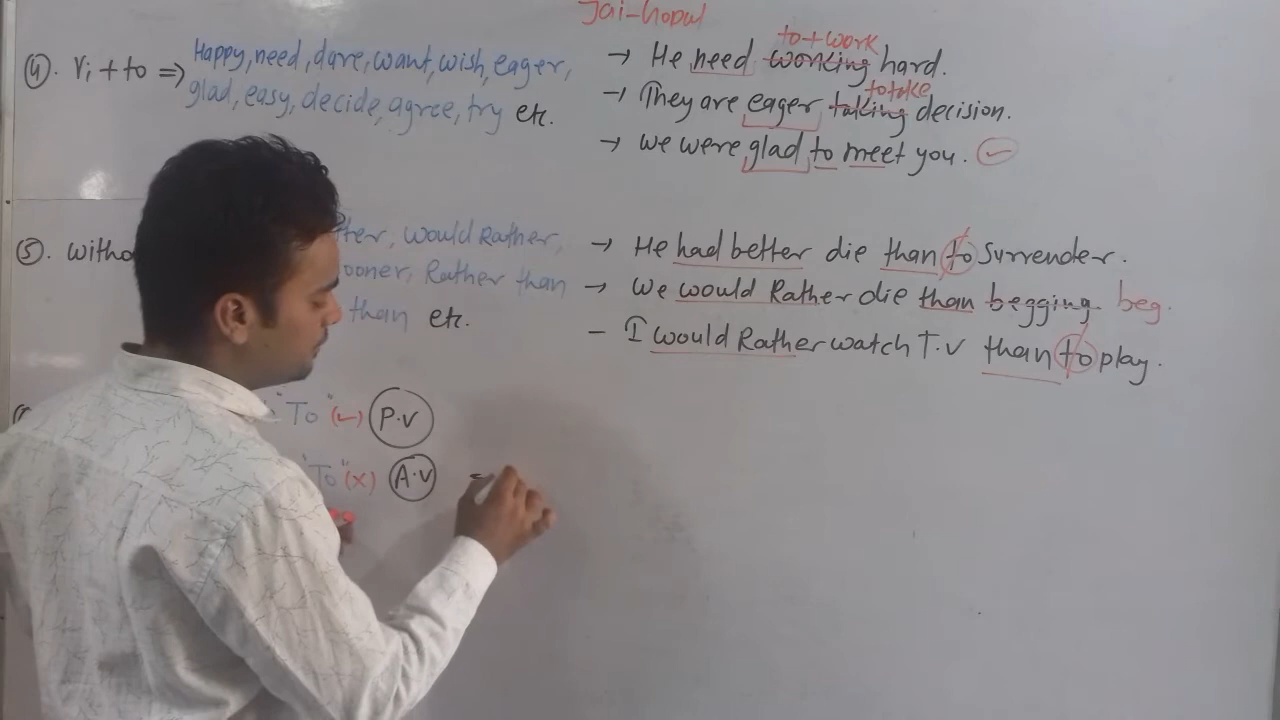 Jai-Gopal
(4). V₁ + to => Happy, need, dare, want, wish, eager,
glad, easy, decide, agree, try etc.
to + work
→ He need working hard.
to take
→ They are eager taking decision.
→ We were glad to meet you. ✓
(5). witho
tter, would Rather,
ooner, Rather than
than etc.
→ He had better die than to surrender.
→ We would Rather die than begging beg.
- I would Rather watch T.V than to play.
"To" (✓) P.V
"To" (x) A.V